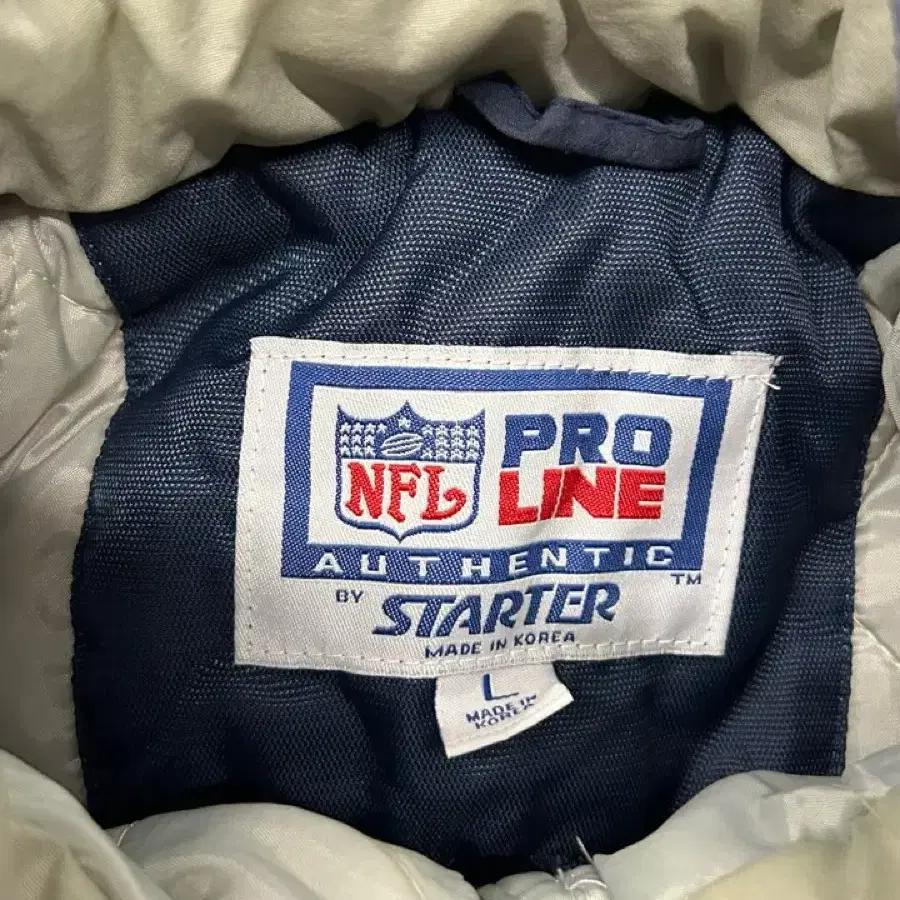 NFL
PRO
LINE
AUTHENTIC
TM
BY STARTER
MADE IN KOREA
L
MADE IN
KOREA